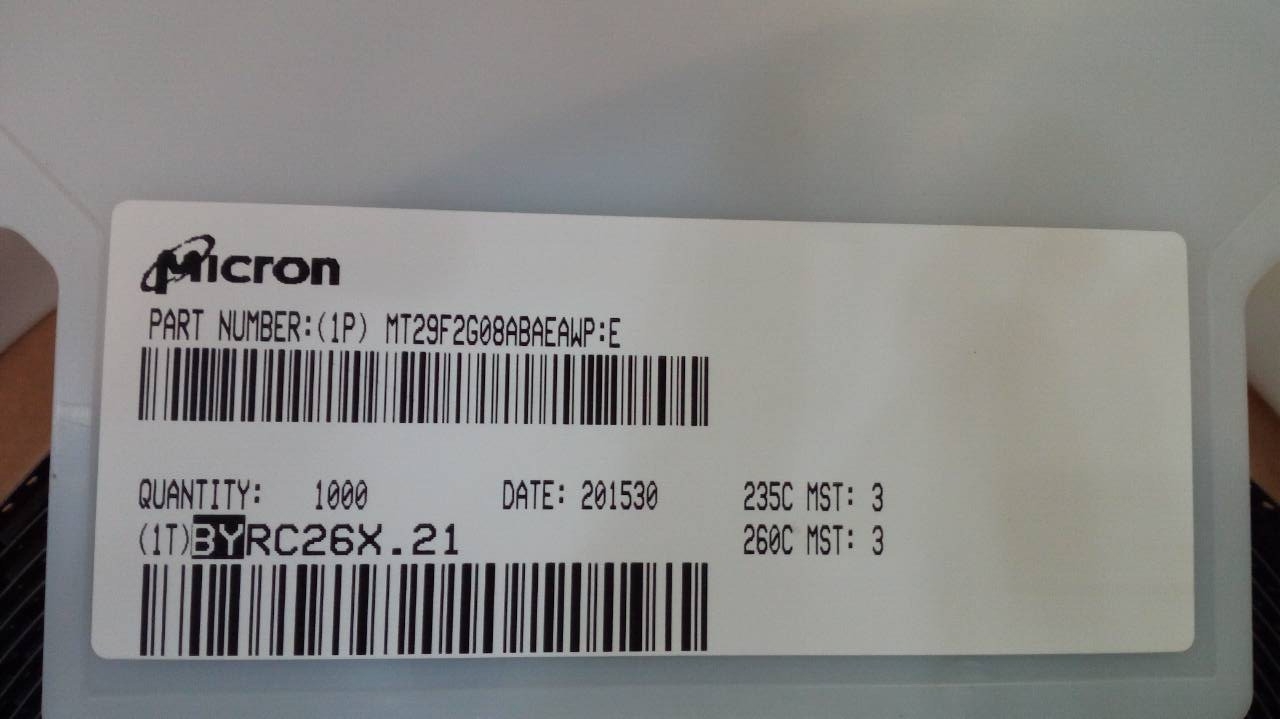 Micron
PART NUMBER:(1P) MT29F2G08ABAEAWP:E
QUANTITY: 1000 DATE: 201530 235C MST: 3
(1T)BYRC26X.21 260C MST: 3